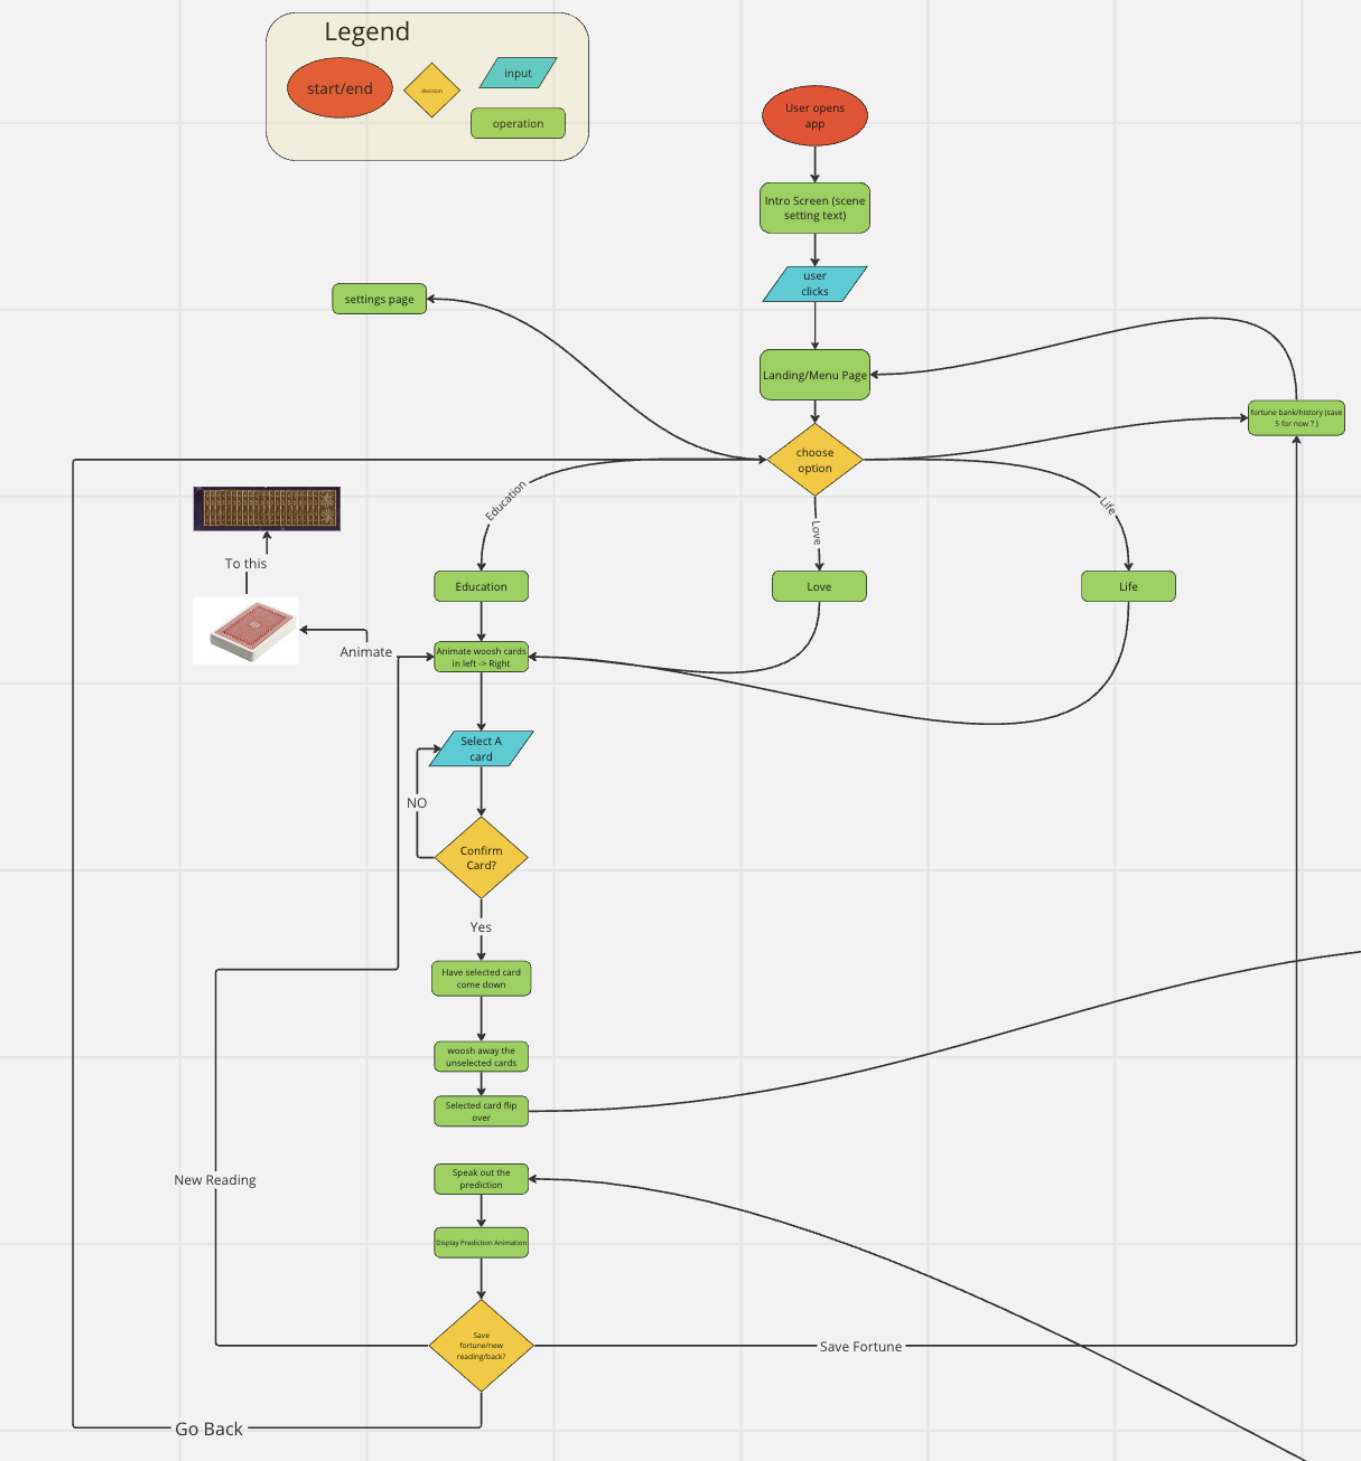 Legend
start/end
decision
input
operation
User opens
app
Intro Screen (scene
setting text)
user
clicks
settings page
Landing/Menu Page
fortune bank/history (save
5 for now ? )
choose
option
Education
Love
Life
To this
Education
Love
Life
Animate
Animate woosh cards
in left -> Right
Select A
card
NO
Confirm
Card?
Yes
Have selected card
come down
woosh away the
unselected cards
Selected card flip
over
Speak out the
prediction
New Reading
Display Prediction Animation
Save
fortune/new
reading/back?
Save Fortune
Go Back